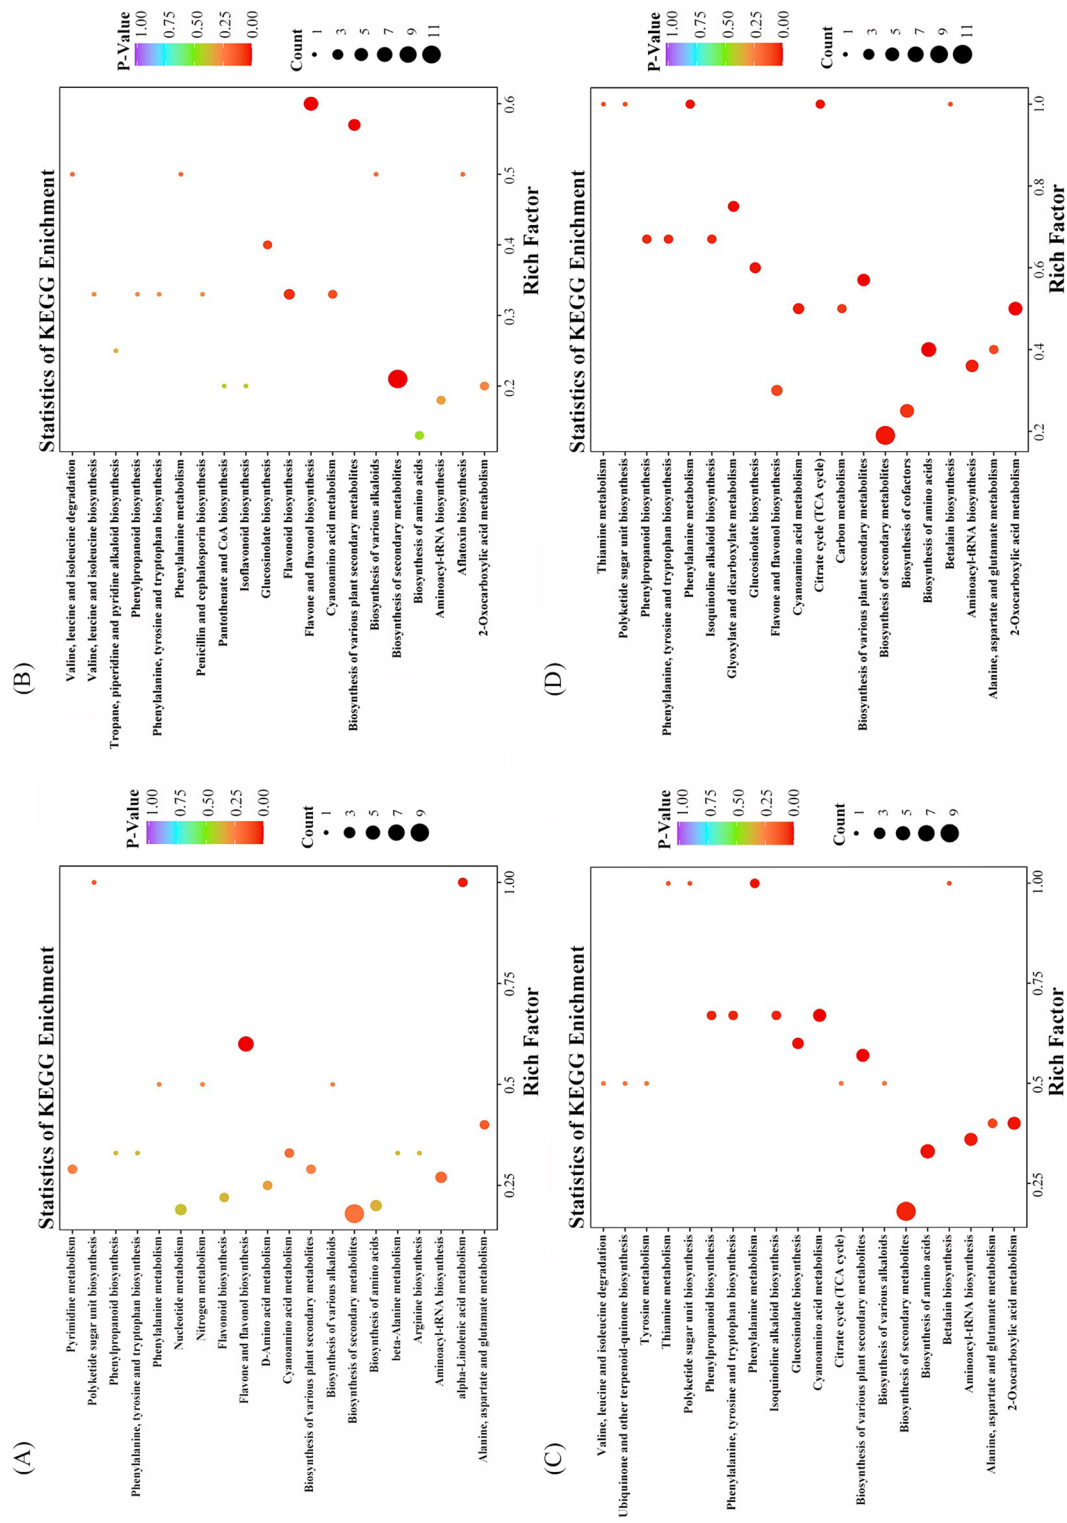 (A)
Statistics of KEGG Enichment
Pyrimidine metabolism
Polyketide sugar unit biosynthesis
Phenylpropanoid biosynthesis
Phenylalanine, tyrosine and tryptophan biosynthesis
Phenylalanine metabolism
Nucleotide metabolism
Nitrogen metabolism
Flavonoid biosynthesis
Flavone and flavonol biosynthesis
D-Amino acid metabolism
Cyanoamino acid metabolism
Biosynthesis of various plant secondary metabolites
Biosynthesis of various alkaloids
Biosynthesis of secondary metabolites
Biosynthesis of amino acids
beta-Alanine metabolism
Arginine biosynthesis
Aminoacyl-tRNA biosynthesis
alpha-Linolenic acid metabolism
Alanine, aspartate and glutamate metabolism
0.25
0.5
0.75
1.00
Rich Factor
P-Value
1.00
0.75
0.50
0.25
0.00
Count
1
3
5
7
9
(B)
Statistics of KEGG Enichment
Valine, leucine and isoleucine degradation
Valine, leucine and isoleucine biosynthesis
Tropane, piperidine and pyridine alkaloid biosynthesis
Phenylpropanoid biosynthesis
Phenylalanine, tyrosine and tryptophan biosynthesis
Phenylalanine metabolism
Penicillin and cephalosporin biosynthesis
Pantothenate and CoA biosynthesis
Isoflavonoid biosynthesis
Glucosinolate biosynthesis
Flavonoid biosynthesis
Flavone and flavonol biosynthesis
Cyanoamino acid metabolism
Biosynthesis of various plant secondary metabolites
Biosynthesis of various alkaloids
Biosynthesis of secondary metabolites
Biosynthesis of amino acids
Aminoacyl-tRNA biosynthesis
Aflatoxin biosynthesis
2-Oxocarboxylic acid metabolism
0.2
0.3
0.4
0.5
0.6
Rich Factor
P-Value
1.00
0.75
0.50
0.25
0.00
Count
1
3
5
7
9
11
(C)
Statistics of KEGG Enichment
Valine, leucine and isoleucine degradation
Ubiquinone and other terpenoid-quinone biosynthesis
Tyrosine metabolism
Thiamine metabolism
Polyketide sugar unit biosynthesis
Phenylpropanoid biosynthesis
Phenylalanine, tyrosine and tryptophan biosynthesis
Phenylalanine metabolism
Isoquinoline alkaloid biosynthesis
Glucosinolate biosynthesis
Cyanoamino acid metabolism
Citrate cycle (TCA cycle)
Biosynthesis of various plant secondary metabolites
Biosynthesis of various alkaloids
Biosynthesis of secondary metabolites
Biosynthesis of amino acids
Betalain biosynthesis
Aminoacyl-tRNA biosynthesis
Alanine, aspartate and glutamate metabolism
2-Oxocarboxylic acid metabolism
0.25
0.5
0.75
1.00
Rich Factor
P-Value
1.00
0.75
0.50
0.25
0.00
Count
1
3
5
7
9
(D)
Statistics of KEGG Enichment
Thiamine metabolism
Polyketide sugar unit biosynthesis
Phenylpropanoid biosynthesis
Phenylalanine, tyrosine and tryptophan biosynthesis
Phenylalanine metabolism
Isoquinoline alkaloid biosynthesis
Glyoxylate and dicarboxylate metabolism
Glucosinolate biosynthesis
Flavone and flavonol biosynthesis
Cyanoamino acid metabolism
Citrate cycle (TCA cycle)
Carbon metabolism
Biosynthesis of various plant secondary metabolites
Biosynthesis of secondary metabolites
Biosynthesis of cofactors
Biosynthesis of amino acids
Betalain biosynthesis
Aminoacyl-tRNA biosynthesis
Alanine, aspartate and glutamate metabolism
2-Oxocarboxylic acid metabolism
0.2
0.4
0.6
0.8
1.0
Rich Factor
P-Value
1.00
0.75
0.50
0.25
0.00
Count
1
3
5
7
9
11